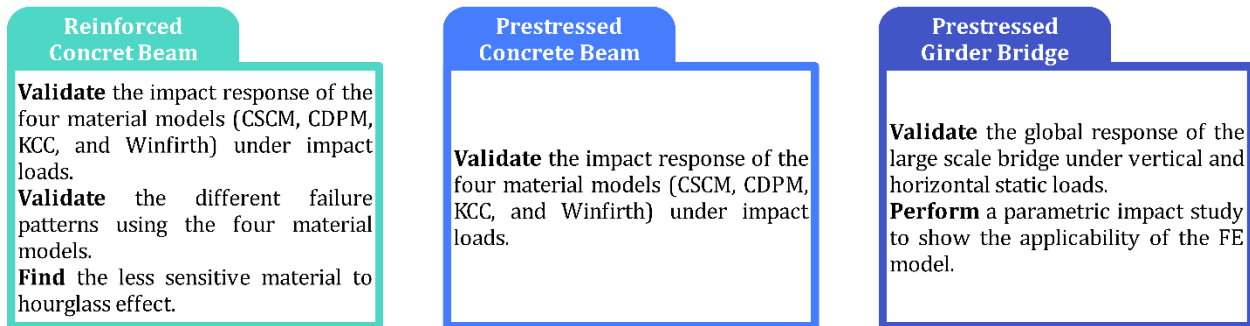 Reinforced
Concret Beam
Validate the impact response of the
four material models (CSCM, CDPM,
KCC, and Winfirth) under impact
loads.
Validate the different failure
patterns using the four material
models.
Find the less sensitive material to
hourglass effect.
Prestressed
Concrete Beam
Validate the impact response of the
four material models (CSCM, CDPM,
KCC, and Winfirth) under impact
loads.
Prestressed
Girder Bridge
Validate the global response of the
large scale bridge under vertical and
horizontal static loads.
Perform a parametric impact study
to show the applicability of the FE
model.